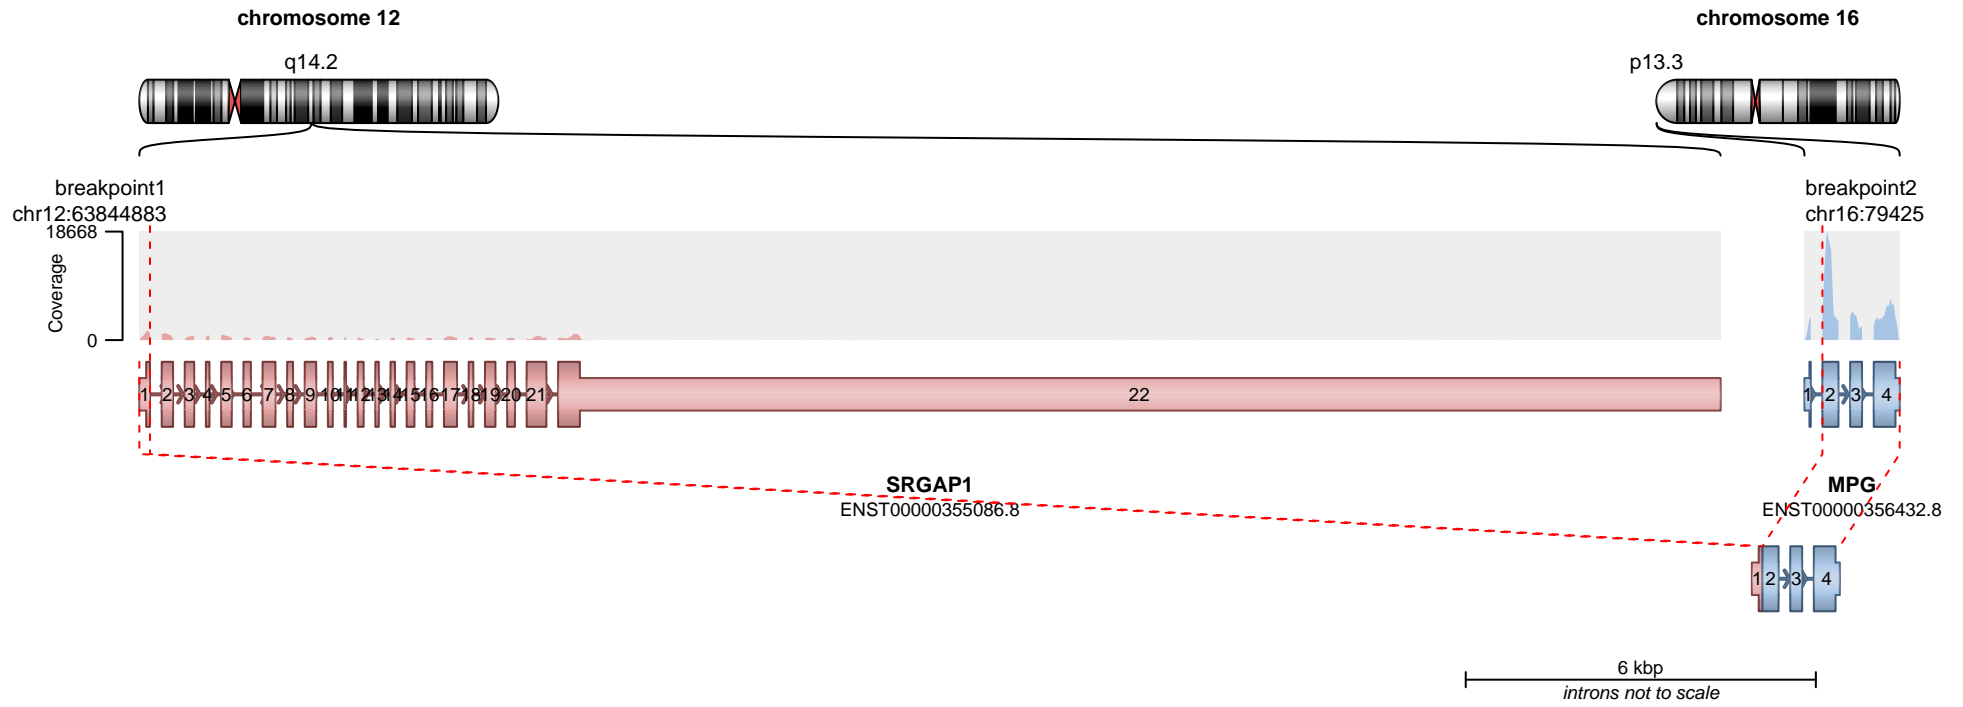 chromosome 12
chromosome 16
q14.2
p13.3
breakpoint1
chr12:63844883
breakpoint2
chr16:79425
18668
Coverage
0
1 2 3 4 5 6 7 8 9 10 11 12 13 14 15 16 17 18 19 20 21 22
1 2 3 4
SRGAP1
ENST00000355086.8
MPG
ENST00000356432.8
1 2 3 4
6 kbp
introns not to scale